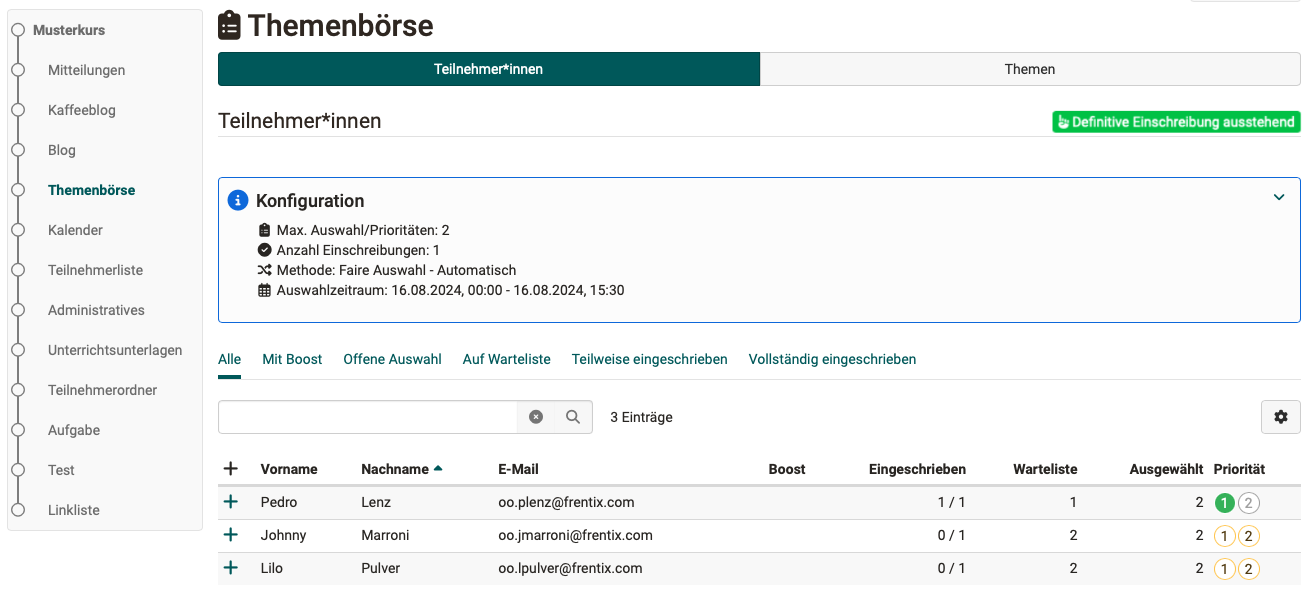 Musterkurs
Mitteilungen
Kaffeeblog
Blog
Themenbörse
Kalender
Teilnehmerliste
Administratives
Unterrichtsunterlagen
Teilnehmerordner
Aufgabe
Test
Linkliste
Themenbörse
Teilnehmer*innen Themen
Teilnehmer*innen Definitive Einschreibung ausstehend
Konfiguration
Max. Auswahl/Prioritäten: 2
Anzahl Einschreibungen: 1
Methode: Faire Auswahl - Automatisch
Auswahlzeitraum: 16.08.2024, 00:00 - 16.08.2024, 15:30
Alle Mit Boost Offene Auswahl Auf Warteliste Teilweise eingeschrieben Vollständig eingeschrieben
3 Einträge
Vorname Nachname E-Mail Boost Eingeschrieben Warteliste Ausgewählt Priorität
Pedro Lenz oo.plenz@frentix.com 1 / 1 1 2 1 2
Johnny Marroni oo.jmarroni@frentix.com 0 / 1 2 2 1 2
Lilo Pulver oo.lpulver@frentix.com 0 / 1 2 2 1 2